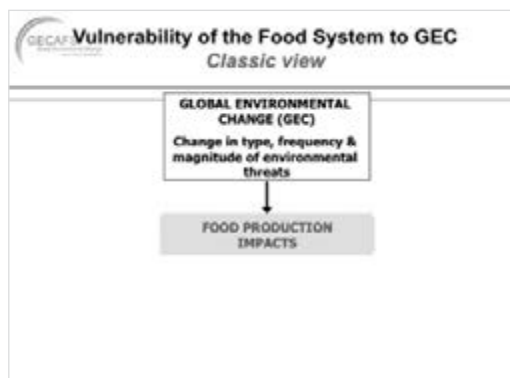 GECAFS
Vulnerability of the Food System to GEC
Classic view
GLOBAL ENVIRONMENTAL
CHANGE (GEC)
Change in type, frequency &
magnitude of environmental
threats
FOOD PRODUCTION
IMPACTS